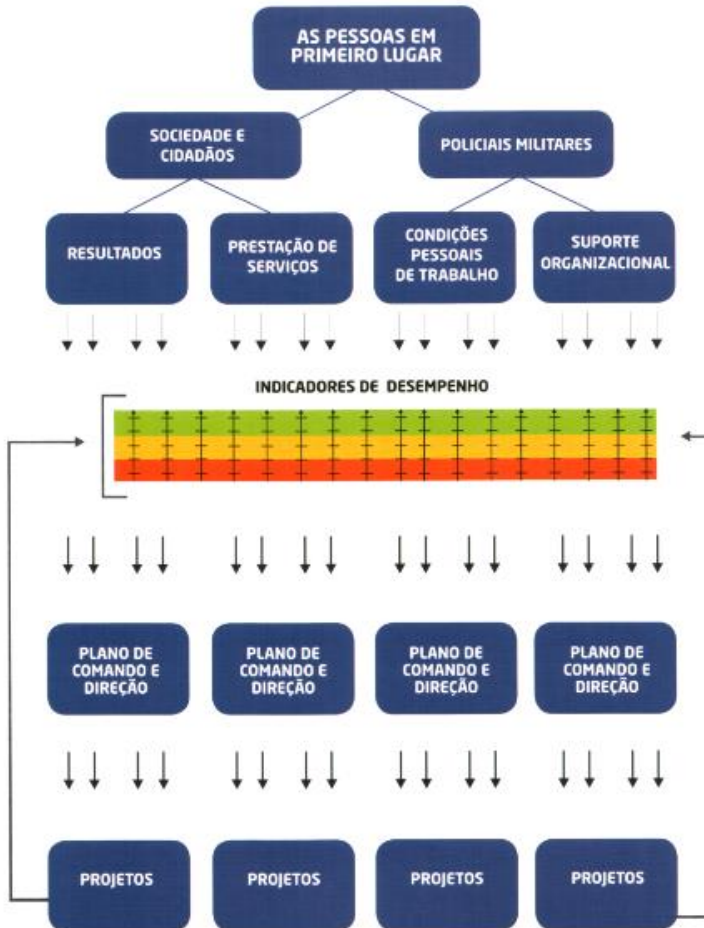 AS PESSOAS EM
PRIMEIRO LUGAR
SOCIEDADE E
CIDADÃOS
POLICIAIS MILITARES
RESULTADOS
PRESTAÇÃO DE
SERVIÇOS
CONDIÇÕES
PESSOAIS
DE TRABALHO
SUPORTE
ORGANIZACIONAL
INDICADORES DE DESEMPENHO
PLANO DE
COMANDO E
DIREÇÃO
PLANO DE
COMANDO E
DIREÇÃO
PLANO DE
COMANDO E
DIREÇÃO
PLANO DE
COMANDO E
DIREÇÃO
PROJETOS
PROJETOS
PROJETOS
PROJETOS